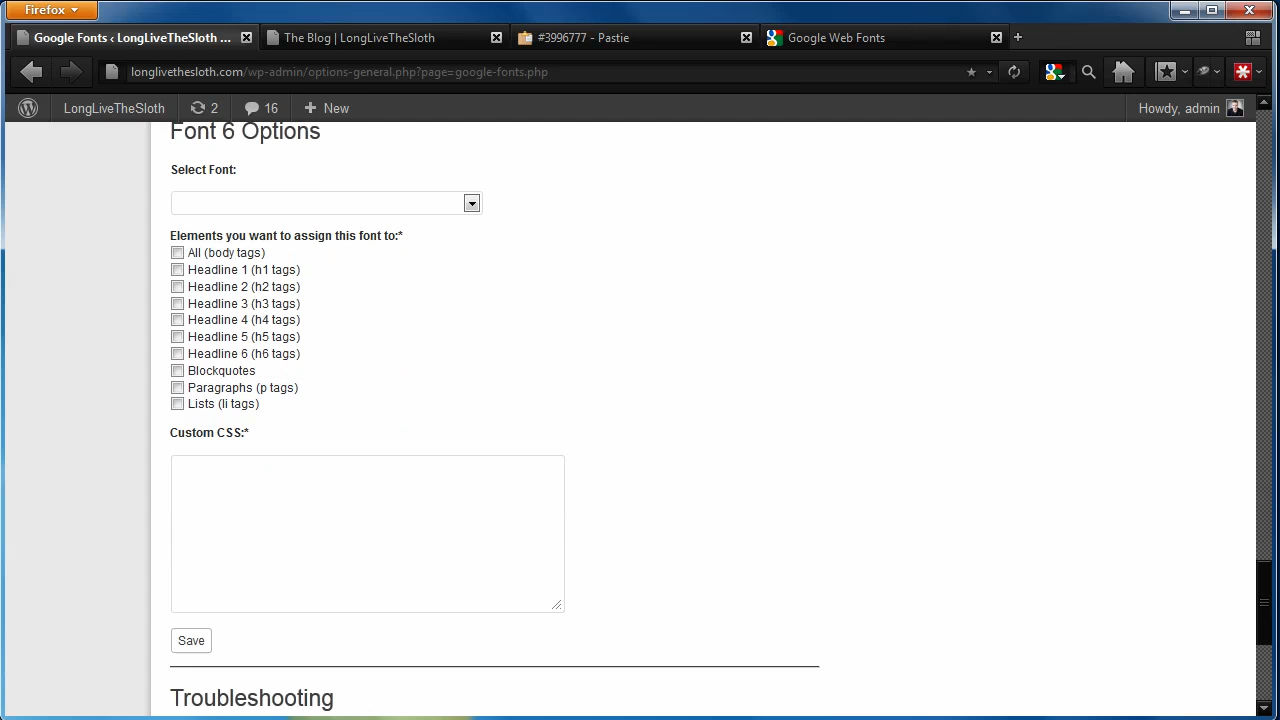 Firefox
Google Fonts ‹ LongLiveTheSloth ...
The Blog | LongLiveTheSloth
#3996777 - Pastie
Google Web Fonts
longlivethesloth.com/wp-admin/options-general.php?page=google-fonts.php
LongLiveTheSloth
2
16
New
Howdy, admin
Font 6 Options
Select Font:
Elements you want to assign this font to:*
All (body tags)
Headline 1 (h1 tags)
Headline 2 (h2 tags)
Headline 3 (h3 tags)
Headline 4 (h4 tags)
Headline 5 (h5 tags)
Headline 6 (h6 tags)
Blockquotes
Paragraphs (p tags)
Lists (li tags)
Custom CSS:*
Save
Troubleshooting